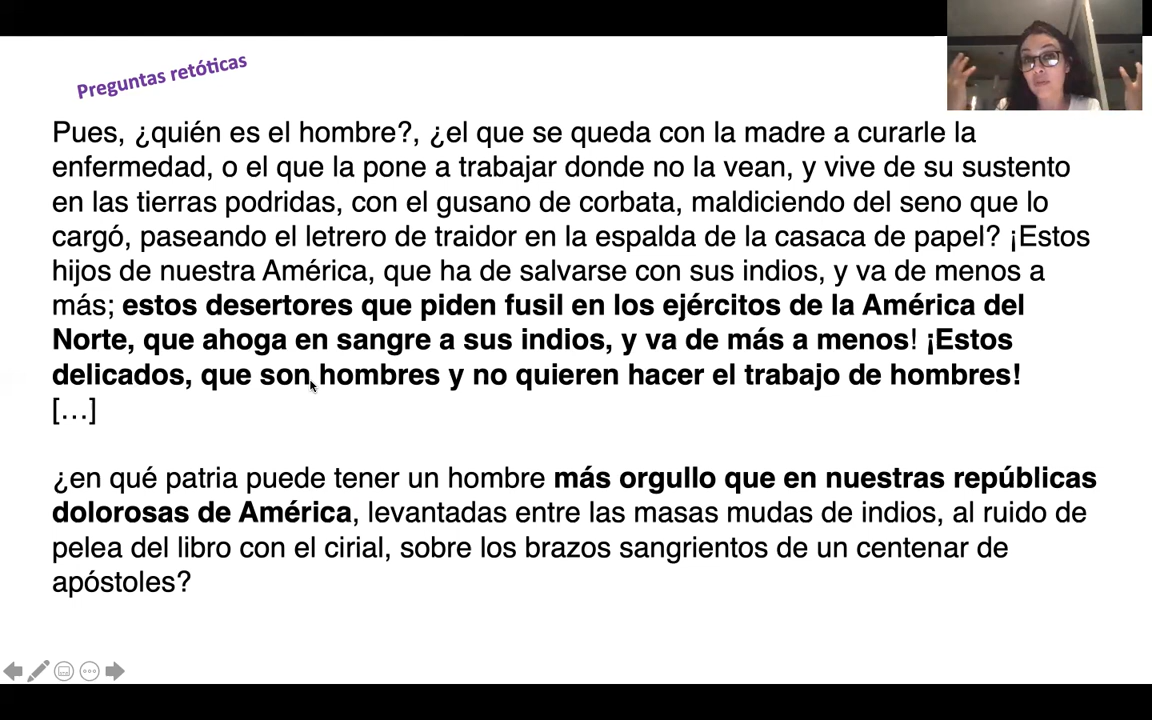 Preguntas retóticas
Pues, ¿quién es el hombre?, ¿el que se queda con la madre a curarle la
enfermedad, o el que la pone a trabajar donde no la vean, y vive de su sustento
en las tierras podridas, con el gusano de corbata, maldiciendo del seno que lo
cargó, paseando el letrero de traidor en la espalda de la casaca de papel? ¡Estos
hijos de nuestra América, que ha de salvarse con sus indios, y va de menos a
más; estos desertores que piden fusil en los ejércitos de la América del
Norte, que ahoga en sangre a sus indios, y va de más a menos! ¡Estos
delicados, que son hombres y no quieren hacer el trabajo de hombres!
[…]
¿en qué patria puede tener un hombre más orgullo que en nuestras repúblicas
dolorosas de América, levantadas entre las masas mudas de indios, al ruido de
pelea del libro con el cirial, sobre los brazos sangrientos de un centenar de
apóstoles?